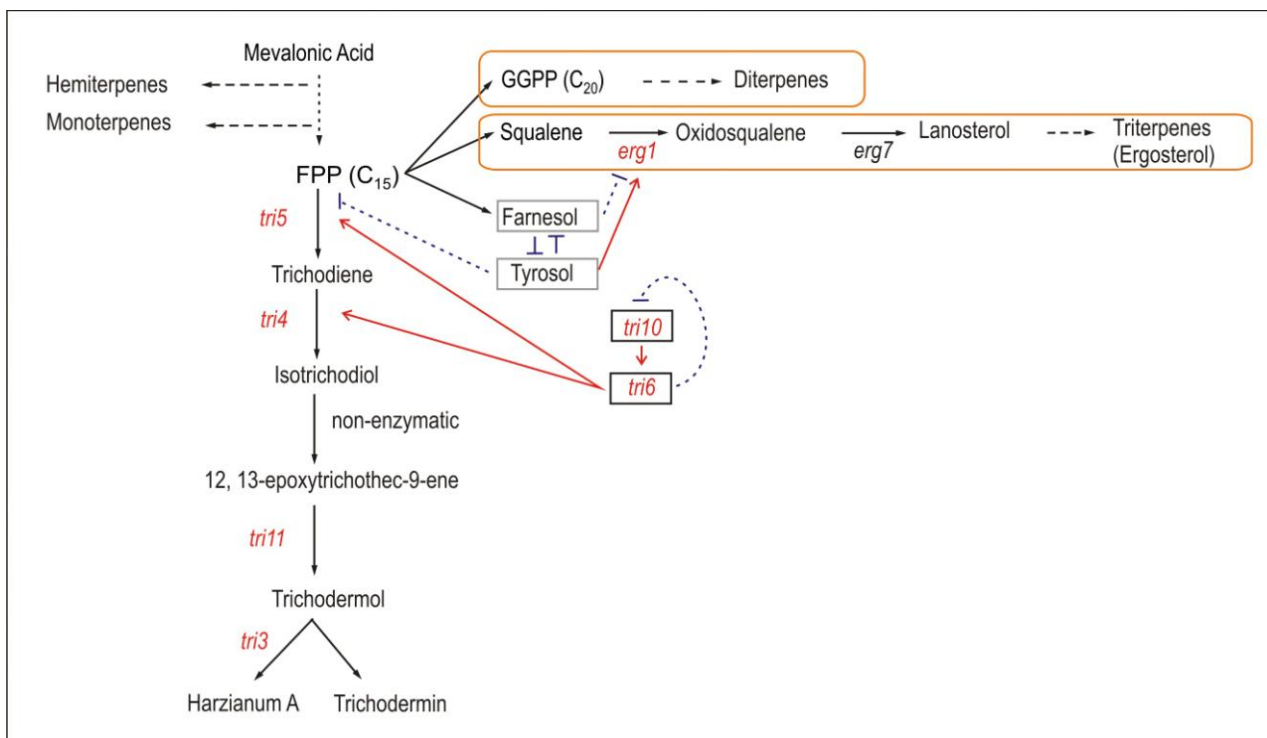 Mevalonic Acid
Hemiterpenes
Monoterpenes
GGPP (C20)
Diterpenes
Squalene
erg1
Oxidosqualene
erg7
Lanosterol
Triterpenes
(Ergosterol)
FPP (C15)
Farnesol
Tyrosol
tri5
Trichodiene
tri4
tri10
tri6
Isotrichodiol
non-enzymatic
12, 13-epoxytrichothec-9-ene
tri11
Trichodermol
tri3
Harzianum A
Trichodermin